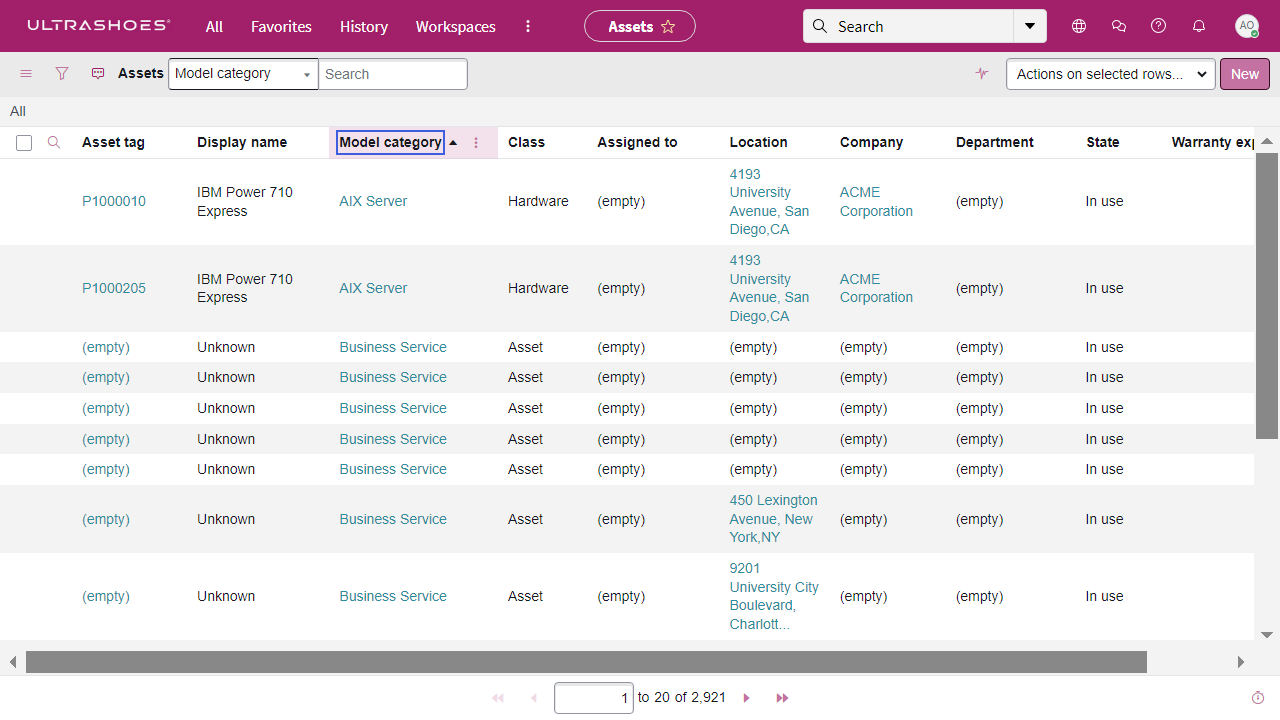 ULTRASHOES All Favorites History Workspaces Assets Search AO
Assets Model category Search Actions on selected rows... New
All
Asset tag Display name Model category Class Assigned to Location Company Department State Warranty exp
P1000010 IBM Power 710 Express AIX Server Hardware (empty) 4193 University Avenue, San Diego,CA ACME Corporation (empty) In use
P1000205 IBM Power 710 Express AIX Server Hardware (empty) 4193 University Avenue, San Diego,CA ACME Corporation (empty) In use
(empty) Unknown Business Service Asset (empty) (empty) (empty) (empty) In use
(empty) Unknown Business Service Asset (empty) (empty) (empty) (empty) In use
(empty) Unknown Business Service Asset (empty) (empty) (empty) (empty) In use
(empty) Unknown Business Service Asset (empty) (empty) (empty) (empty) In use
(empty) Unknown Business Service Asset (empty) (empty) (empty) (empty) In use
(empty) Unknown Business Service Asset (empty) 450 Lexington Avenue, New York,NY (empty) (empty) In use
(empty) Unknown Business Service Asset (empty) 9201 University City Boulevard, Charlott... (empty) (empty) In use
1 to 20 of 2,921